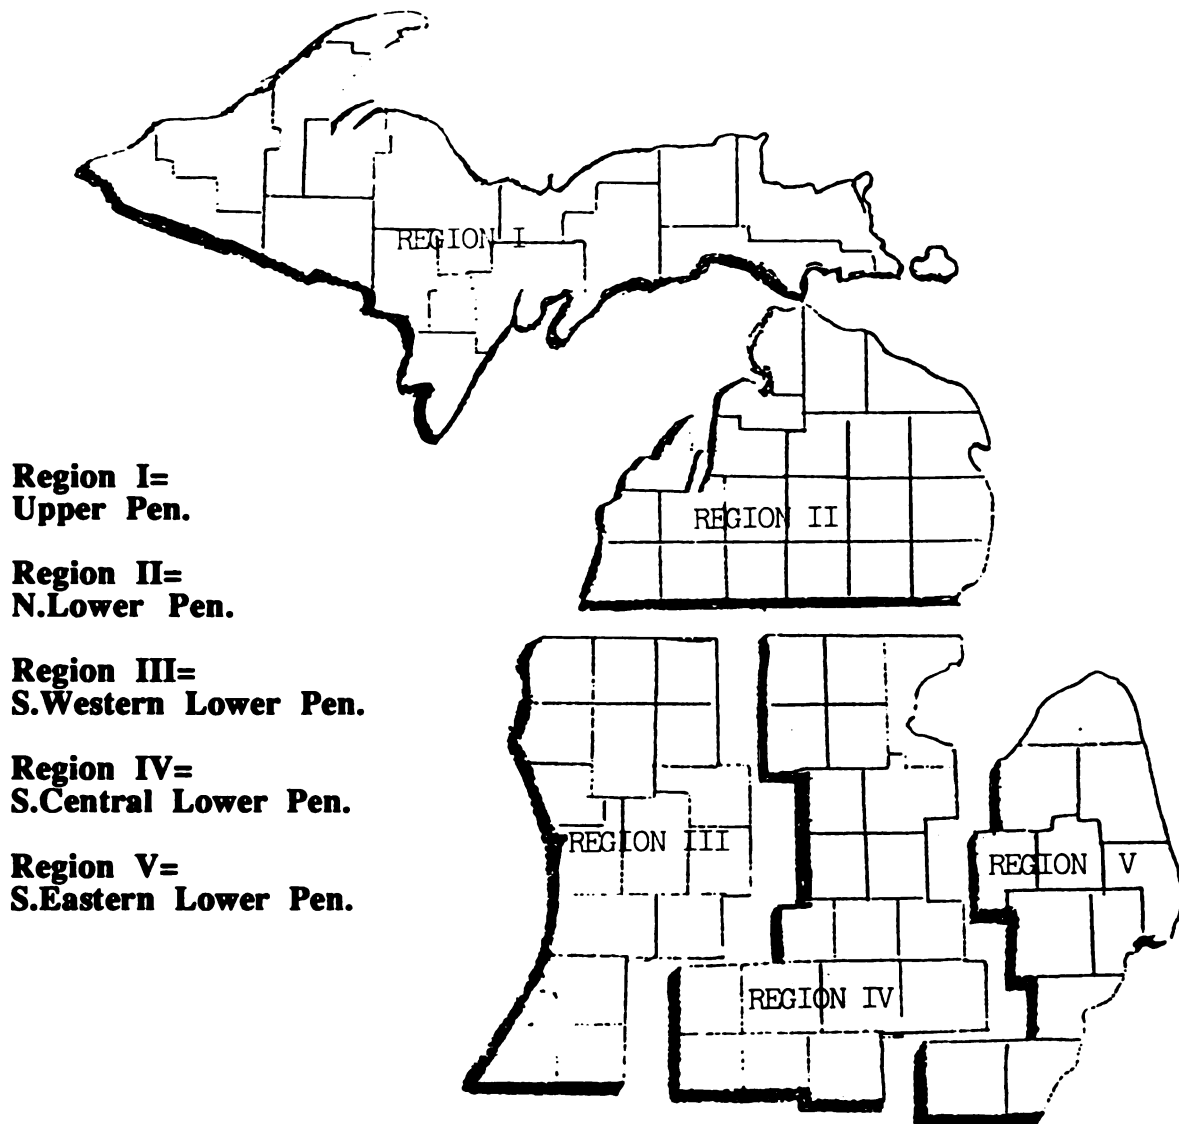 REGION I
Region I=
Upper Pen.
REGION II
Region II=
N.Lower Pen.
Region III=
S.Western Lower Pen.
Region IV=
S.Central Lower Pen.
REGION III
REGION V
Region V=
S.Eastern Lower Pen.
REGION IV